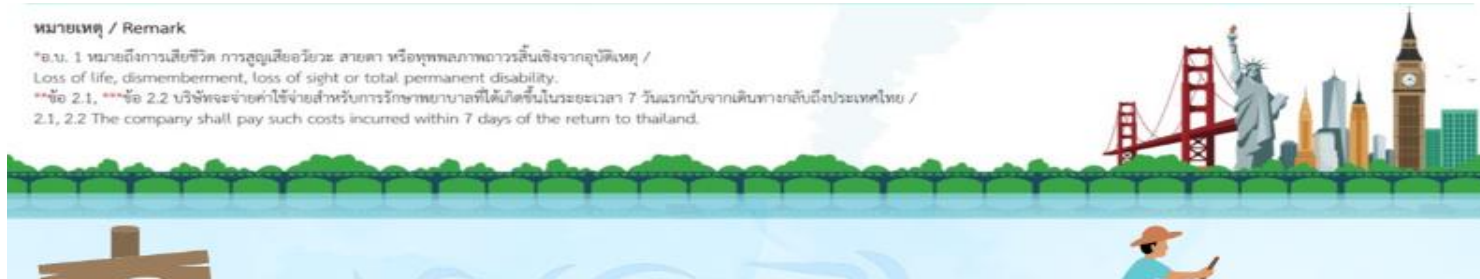 หมายเหตุ / Remark
*อ.บ. 1 หมายถึงการเสียชีวิต การสูญเสียอวัยวะ สายตา หรือทุพพลภาพถาวรสิ้นเชิงจากอุบัติเหตุ /
Loss of life, dismemberment, loss of sight or total permanent disability.
**ข้อ 2.1, ***ข้อ 2.2 บริษัทจะจ่ายค่าใช้จ่ายสำหรับการรักษาพยาบาลที่ได้เกิดขึ้นในระยะเวลา 7 วันแรกนับจากเดินทางกลับถึงประเทศไทย /
2.1, 2.2 The company shall pay such costs incurred within 7 days of the return to thailand.